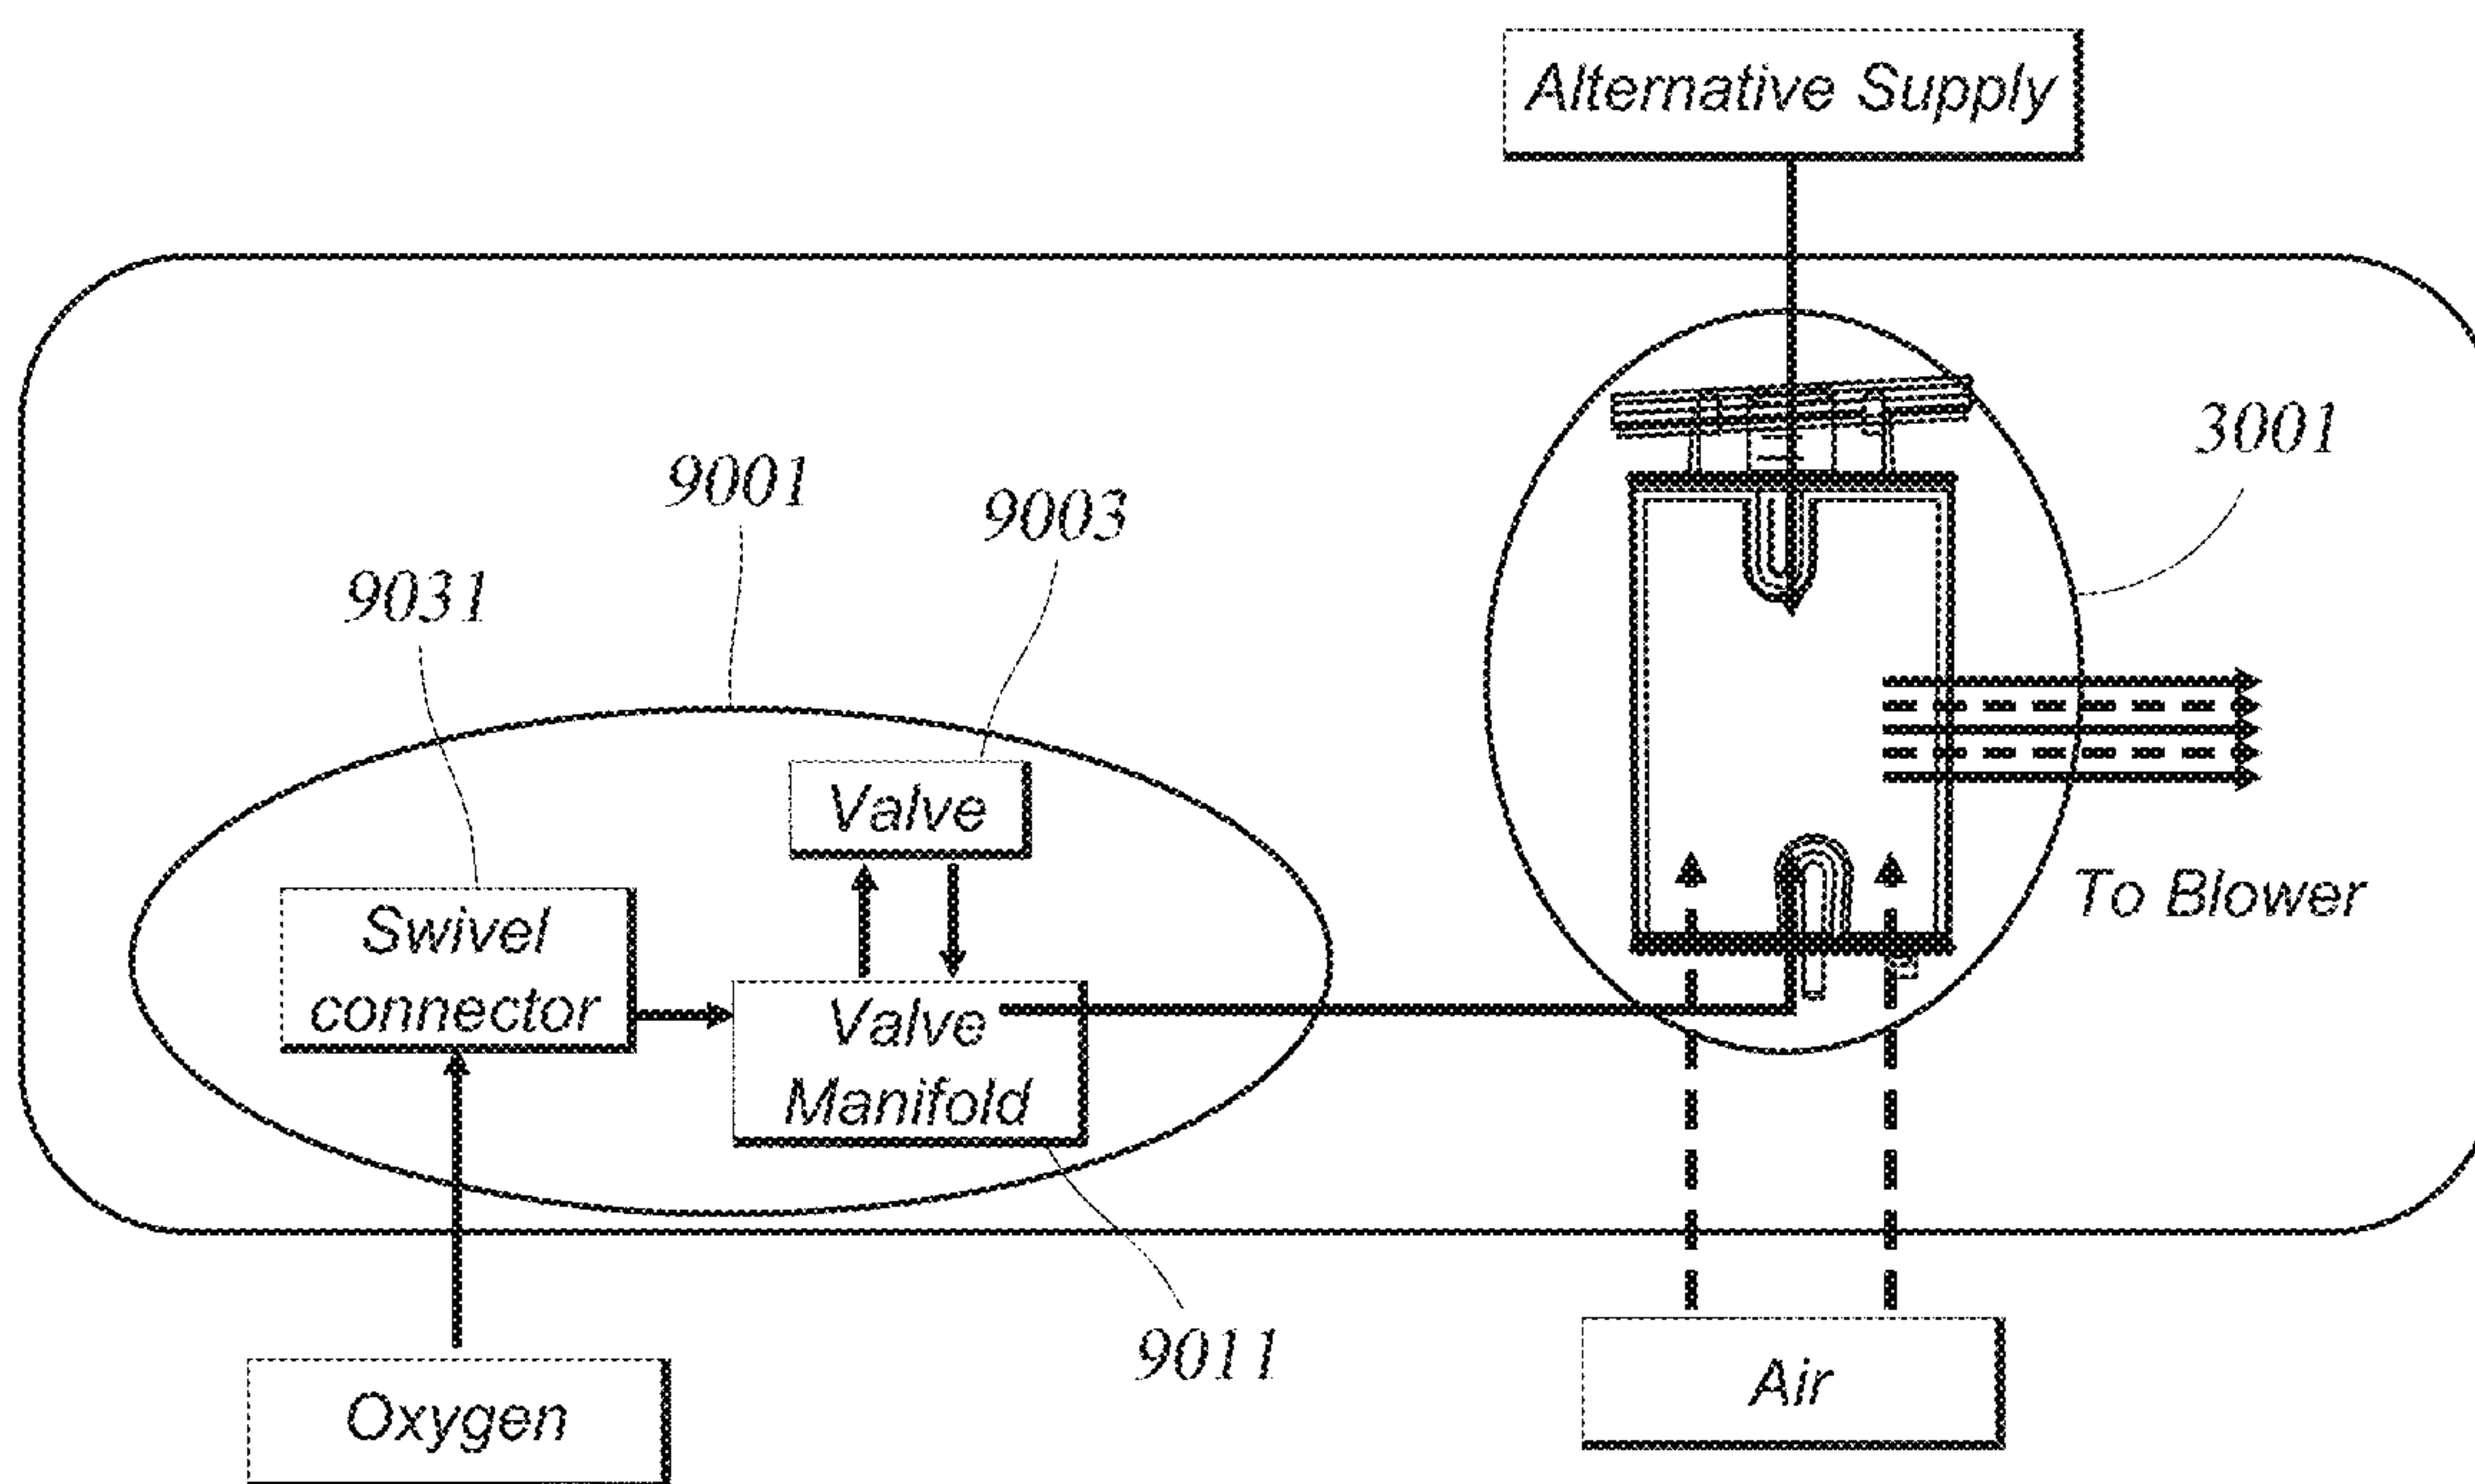 Alternative Supply
3001
9001
9003
9031
Valve
Swivel
connector
To Blower
Valve
Manifold
9011
Air
Oxygen